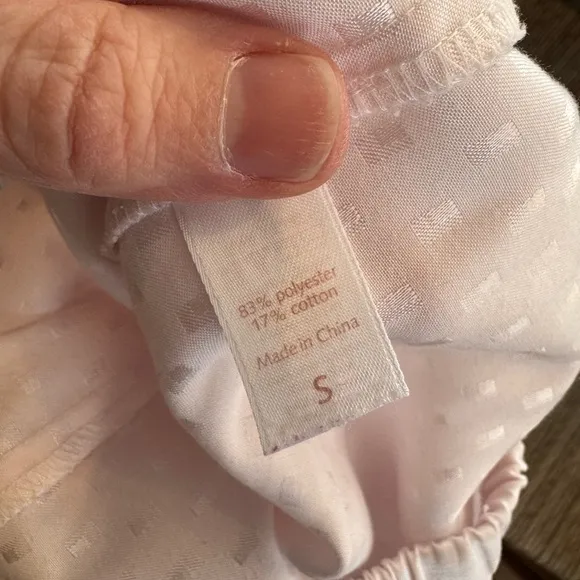 83% polyester
17% cotton
Made in China
S